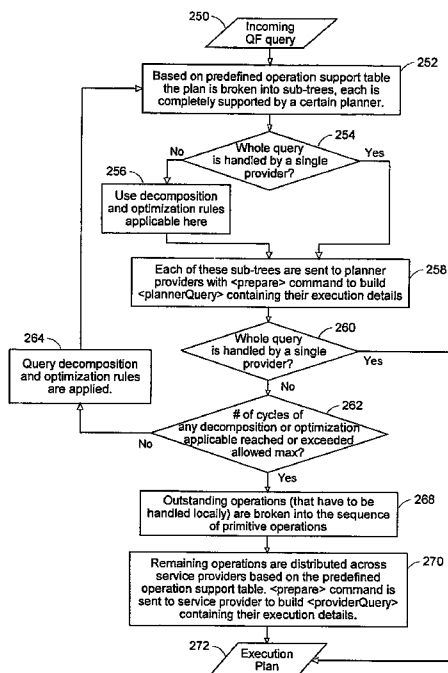 250
Incoming
QF query
252
Based on predefined operation support table
the plan is broken into sub-trees, each is
completely supported by a certain planner.
254
No
Whole query
is handled by a single
provider?
Yes
256
Use decomposition
and optimization rules
applicable here
258
Each of these sub-trees are sent to planner
providers with <prepare> command to build
<plannerQuery> containing their execution details
264
260
Whole query
is handled by a single
provider?
Yes
Query decomposition
and optimization rules
are applied.
No
262
# of cycles of
any decomposition or optimization
applicable reached or exceeded
allowed max?
No
Yes
268
Outstanding operations (that have to be
handled locally) are broken into the
sequence of primitive operations
270
Remaining operations are distributed across
service providers based on the predefined
operation support table. <prepare> command is
sent to service provider to build <providerQuery>
containing their execution details.
272
Execution
Plan